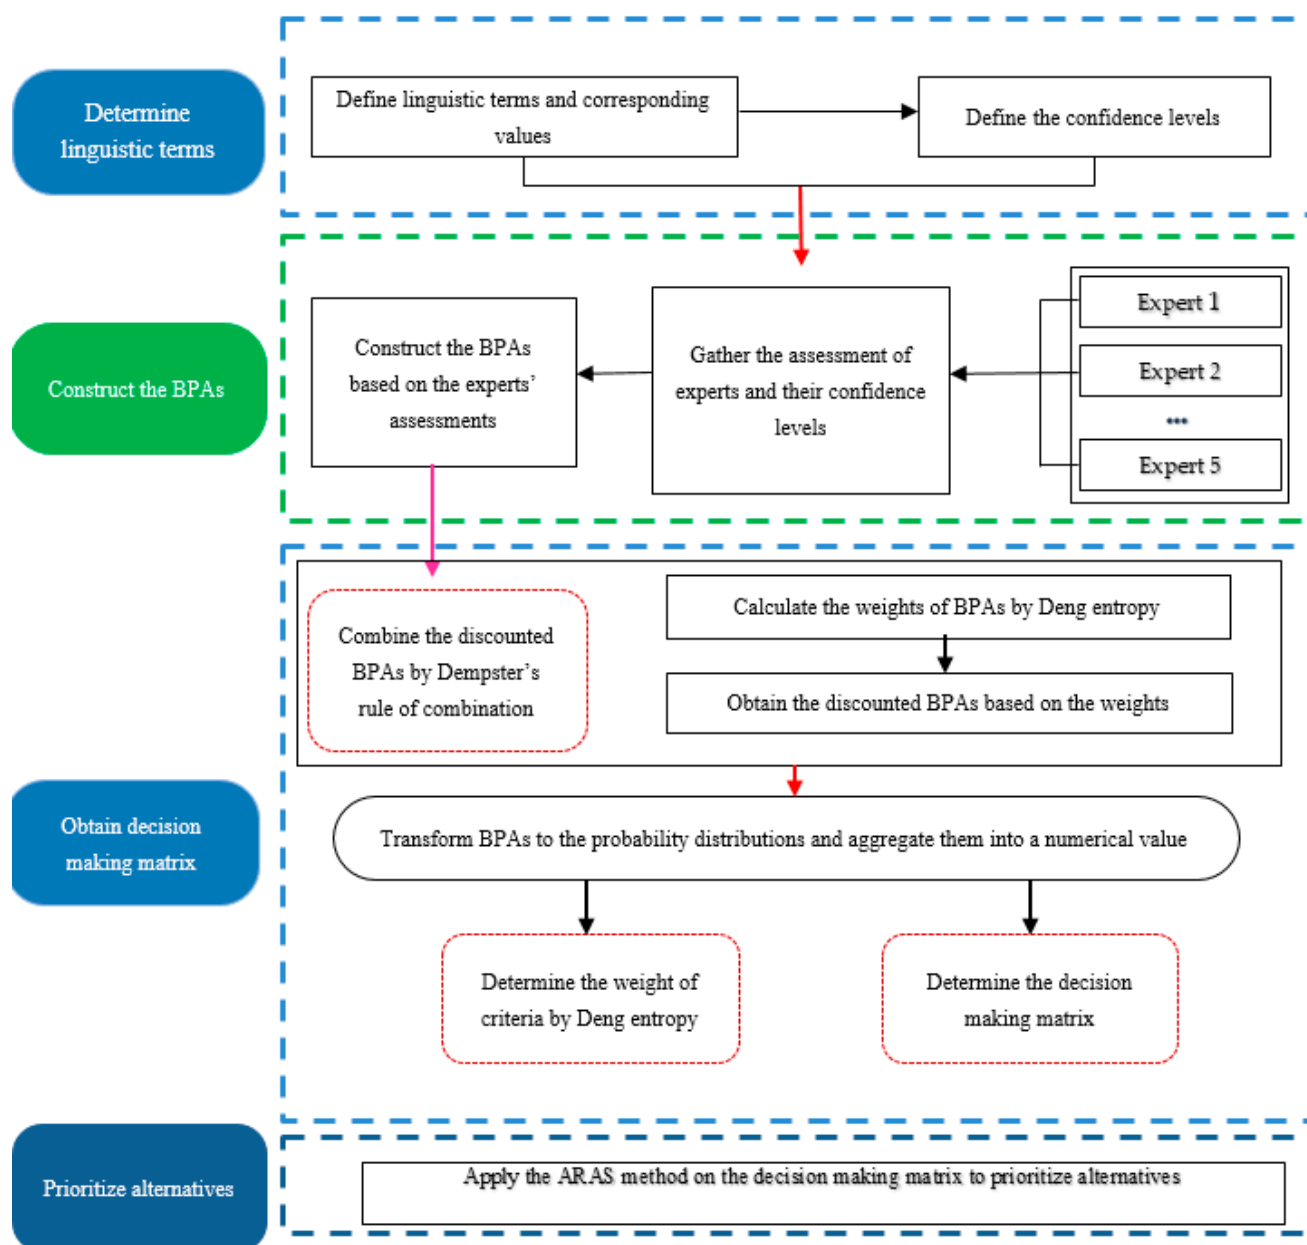 Determine
linguistic terms
Define linguistic terms and corresponding
values
Define the confidence levels
Construct the BPAs
Construct the BPAs
based on the experts’
assessments
Gather the assessment of
experts and their confidence
levels
Expert 1
Expert 2
...
Expert 5
Obtain decision
making matrix
Combine the discounted
BPAs by Dempster’s
rule of combination
Calculate the weights of BPAs by Deng entropy
Obtain the discounted BPAs based on the weights
Transform BPAs to the probability distributions and aggregate them into a numerical value
Determine the weight of
criteria by Deng entropy
Determine the decision
making matrix
Prioritize alternatives
Apply the ARAS method on the decision making matrix to prioritize alternatives